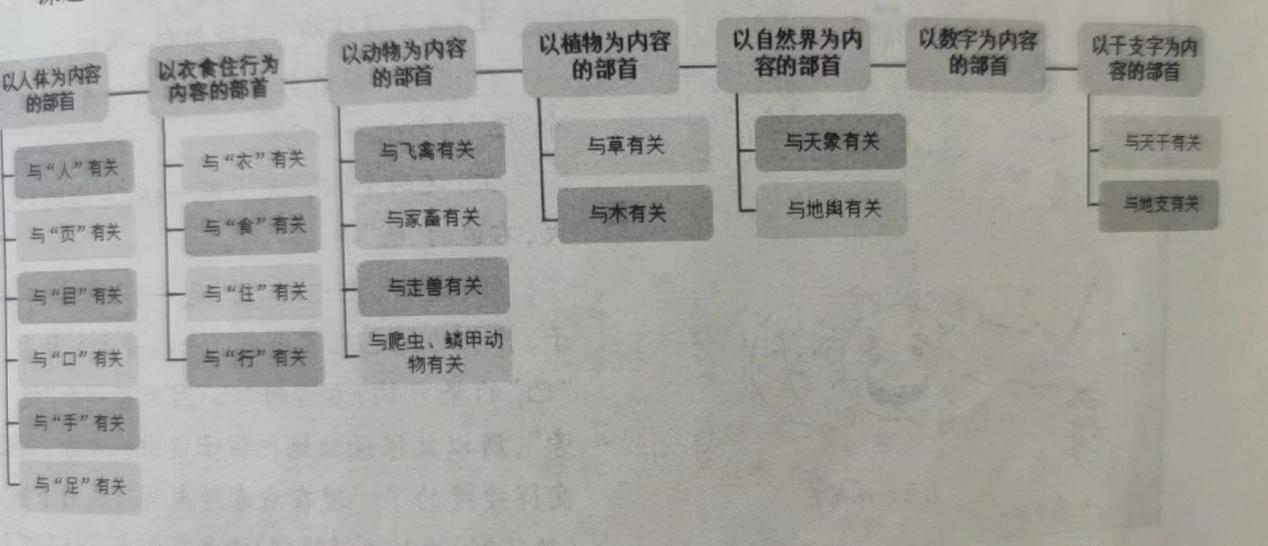 以人体为内容
的部首
与“人”有关
与“页”有关
与“目”有关
与“口”有关
与“手”有关
与“足”有关
以衣食住行为
内容的部首
与“衣”有关
与“食”有关
与“住”有关
与“行”有关
以动物为内容
的部首
与飞禽有关
与家畜有关
与走兽有关
与爬虫、鳞甲动
物有关
以植物为内容
的部首
与草有关
与木有关
以自然界为内
容的部首
与天象有关
与地舆有关
以数字为内容
的部首
以干支字为内
容的部首
与天干有关
与地支有关